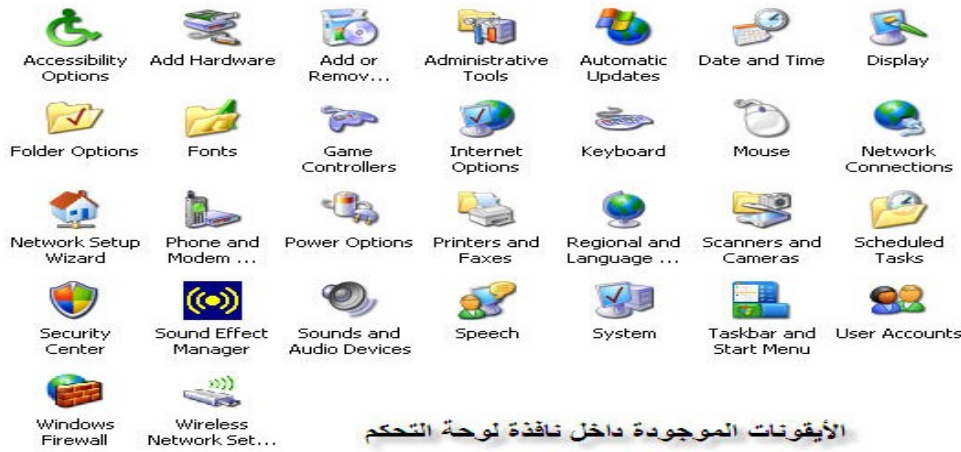 Accessibility Options
Add Hardware
Add or Remov...
Administrative Tools
Automatic Updates
Date and Time
Display
Folder Options
Fonts
Game Controllers
Internet Options
Keyboard
Mouse
Network Connections
Network Setup Wizard
Phone and Modem ...
Power Options
Printers and Faxes
Regional and Language ...
Scanners and Cameras
Scheduled Tasks
Security Center
Sound Effect Manager
Sounds and Audio Devices
Speech
System
Taskbar and Start Menu
User Accounts
Windows Firewall
Wireless Network Set...
الأيقونات الموجودة داخل نافذة لوحة التحكم